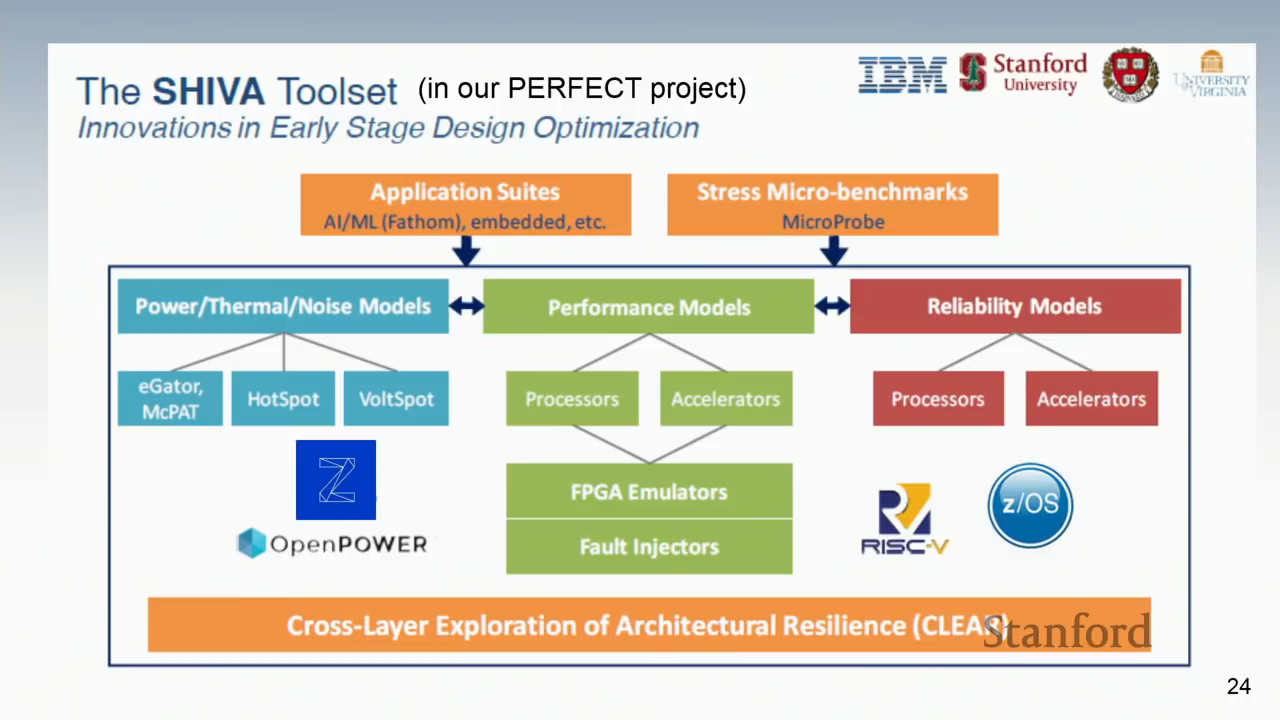 The SHIVA Toolset (in our PERFECT project)
Innovations in Early Stage Design Optimization
IBM
Stanford
University
UNIVERSITY
of VIRGINIA
Application Suites
AI/ML (Fathom), embedded, etc.
Stress Micro-benchmarks
MicroProbe
Power/Thermal/Noise Models
Performance Models
Reliability Models
eGator,
McPAT
HotSpot
VoltSpot
Processors
Accelerators
Processors
Accelerators
Z
OpenPOWER
FPGA Emulators
Fault Injectors
RISC-V
z/OS
Cross-Layer Exploration of Architectural Resilience (CLEAR)
Stanford
24